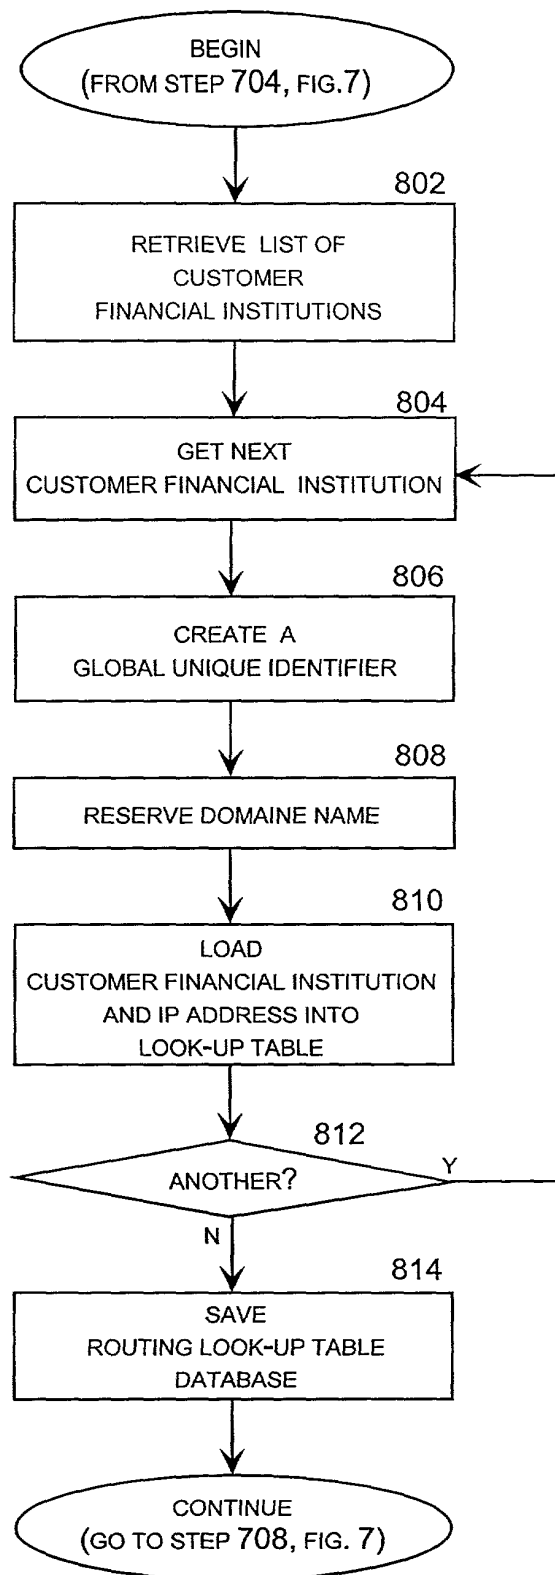 BEGIN
(FROM STEP 704, FIG.7)
802
RETRIEVE LIST OF
CUSTOMER
FINANCIAL INSTITUTIONS
804
GET NEXT
CUSTOMER FINANCIAL INSTITUTION
806
CREATE A
GLOBAL UNIQUE IDENTIFIER
808
RESERVE DOMAINE NAME
810
LOAD
CUSTOMER FINANCIAL INSTITUTION
AND IP ADDRESS INTO
LOOK-UP TABLE
812
ANOTHER?
Y
N
814
SAVE
ROUTING LOOK-UP TABLE
DATABASE
CONTINUE
(GO TO STEP 708, FIG. 7)